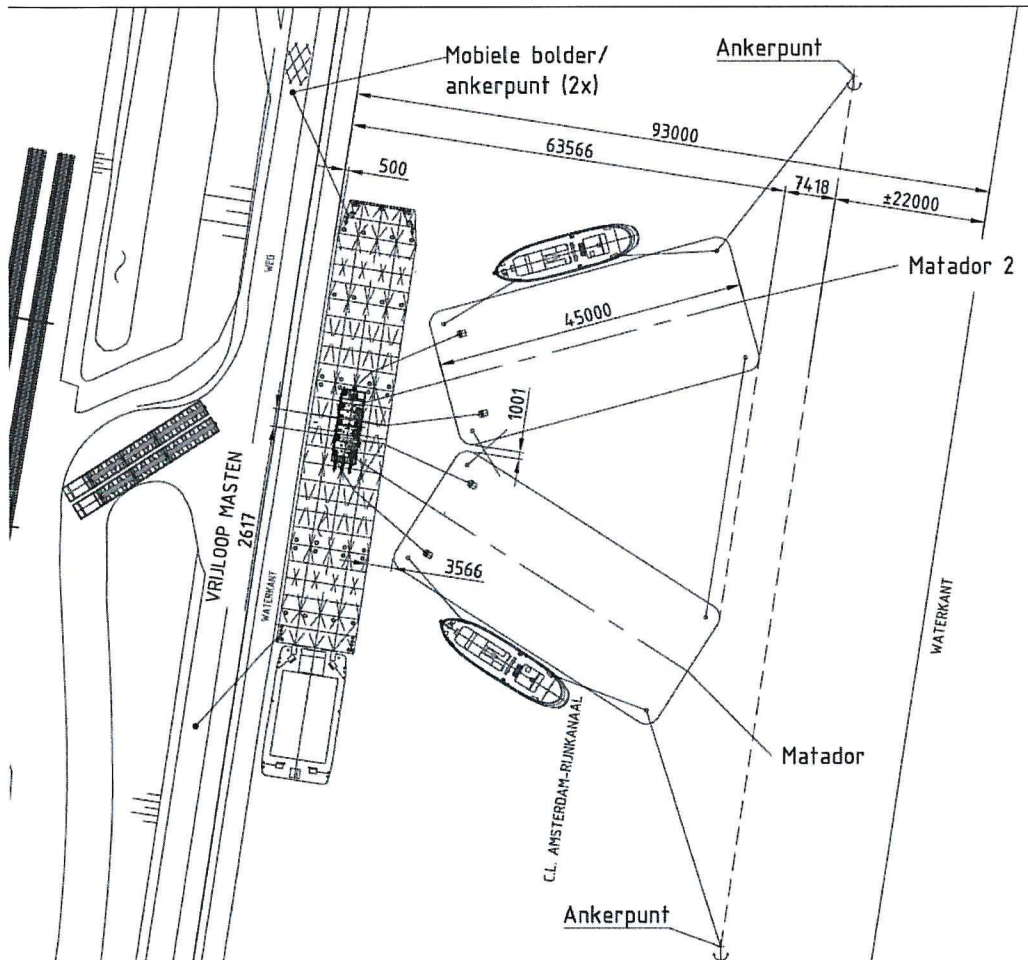 Ankerpunt
Mobiele bolder/
ankerpunt (2x)
93000
63566
500
7418
±22000
WEG
Matador 2
45000
1001
VRIJLOOP MASTEN
2617
3566
WATERKANT
WATERKANT
C.L. AMSTERDAM-RIJNKANAAL
Matador
Ankerpunt